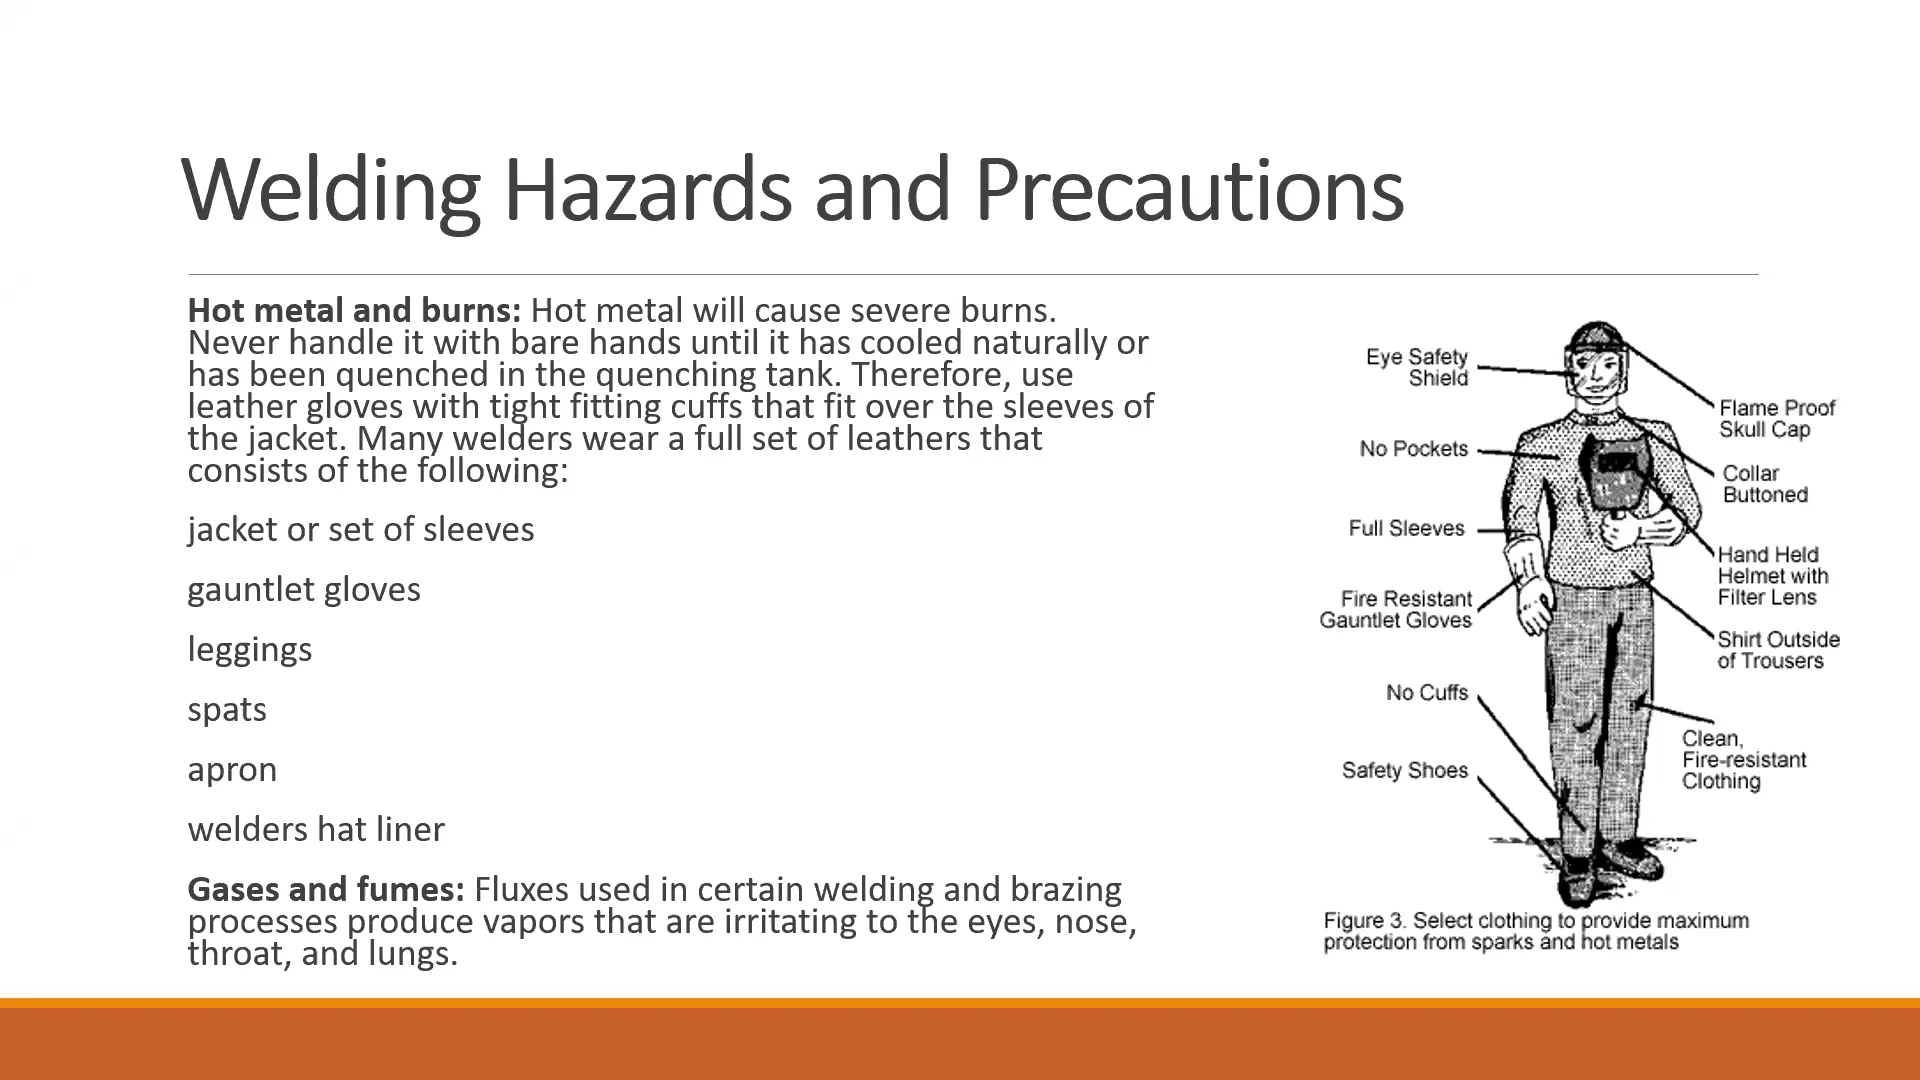 Welding Hazards and Precautions
Hot metal and burns: Hot metal will cause severe burns.
Never handle it with bare hands until it has cooled naturally or
has been quenched in the quenching tank. Therefore, use
leather gloves with tight fitting cuffs that fit over the sleeves of
the jacket. Many welders wear a full set of leathers that
consists of the following:
jacket or set of sleeves
gauntlet gloves
leggings
spats
apron
welders hat liner
Gases and fumes: Fluxes used in certain welding and brazing
processes produce vapors that are irritating to the eyes, nose,
throat, and lungs.
Eye Safety
Shield
No Pockets
Full Sleeves
Fire Resistant
Gauntlet Gloves
No Cuffs
Safety Shoes
Flame Proof
Skull Cap
Collar
Buttoned
Hand Held
Helmet with
Filter Lens
Shirt Outside
of Trousers
Clean,
Fire-resistant
Clothing
Figure 3. Select clothing to provide maximum
protection from sparks and hot metals